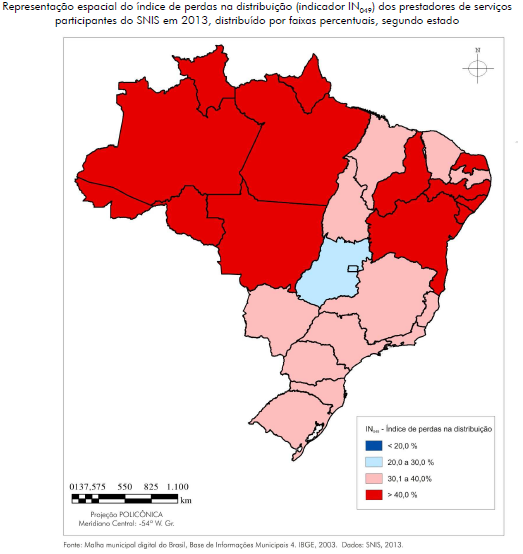 Representação espacial do índice de perdas na distribuição (indicador IN049) dos prestadores de serviços
participantes do SNIS em 2013, distribuído por faixas percentuais, segundo estado
N
IN049 - Índice de perdas na distribuição
< 20,0 %
20,0 a 30,0 %
30,1 a 40,0%
> 40,0 %
0137,575 550 825 1.100
km
Projeção POLICÔNICA
Meridiano Central: -54º W. Gr.
Fonte: Malha municipal digital do Brasil, Base de Informações Municipais 4. IBGE, 2003. Dados: SNIS, 2013.